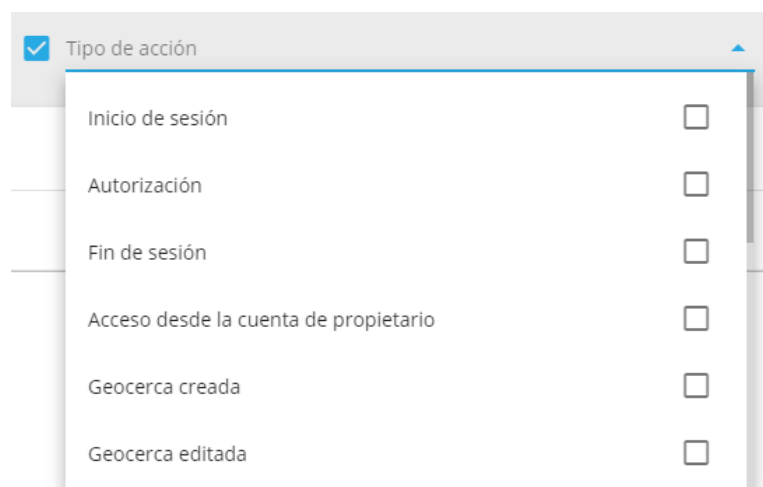 Tipo de acción
Inicio de sesión
Autorización
Fin de sesión
Acceso desde la cuenta de propietario
Geocerca creada
Geocerca editada